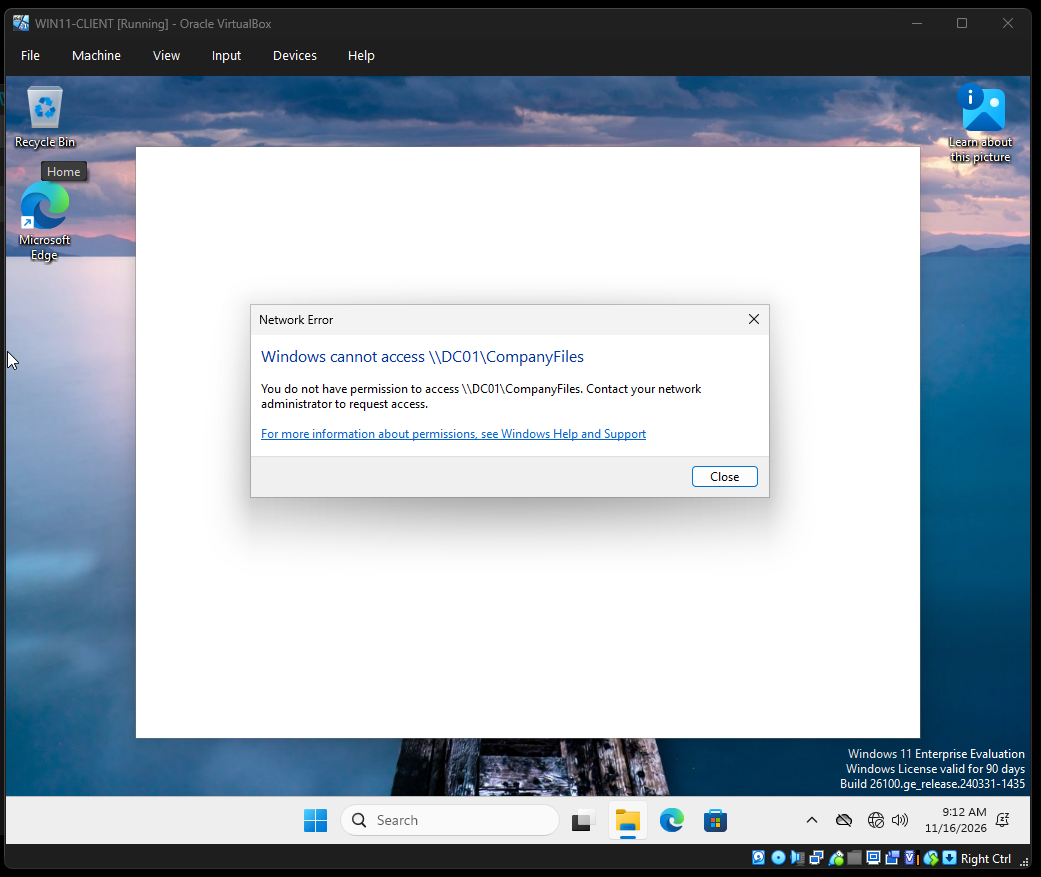 WIN11-CLIENT [Running] - Oracle VirtualBox
File Machine View Input Devices Help
Recycle Bin
Learn about
this picture
Home
Microsoft
Edge
Network Error
Windows cannot access \\DC01\CompanyFiles
You do not have permission to access \\DC01\CompanyFiles. Contact your network
administrator to request access.
For more information about permissions, see Windows Help and Support
Close
Windows 11 Enterprise Evaluation
Windows License valid for 90 days
Build 26100.ge_release.240331-1435
Search
9:12 AM
11/16/2026
Right Ctrl